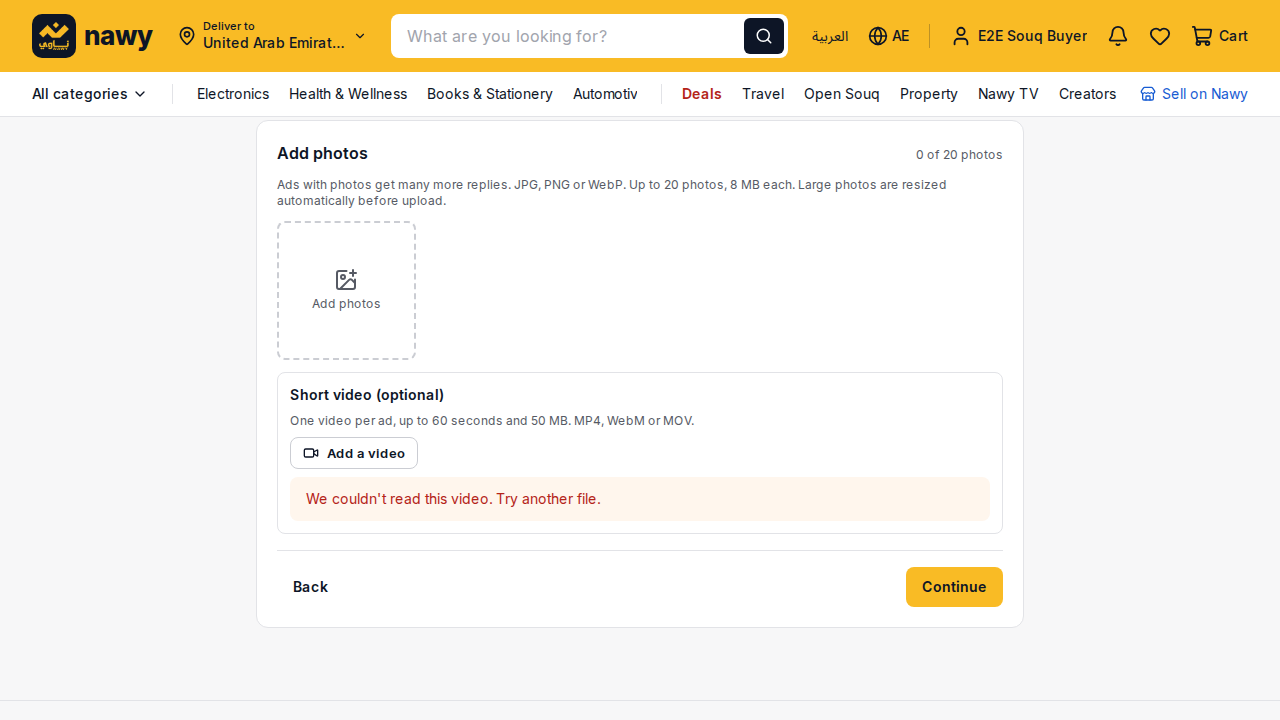 نـــاوي
NAWY
nawy
Deliver to
United Arab Emirat...
What are you looking for?
العربية
AE
E2E Souq Buyer
Cart
All categories
Electronics
Health & Wellness
Books & Stationery
Automotiv
Deals
Travel
Open Souq
Property
Nawy TV
Creators
Sell on Nawy
Add photos
0 of 20 photos
Ads with photos get many more replies. JPG, PNG or WebP. Up to 20 photos, 8 MB each. Large photos are resized
automatically before upload.
Add photos
Short video (optional)
One video per ad, up to 60 seconds and 50 MB. MP4, WebM or MOV.
Add a video
We couldn't read this video. Try another file.
Back
Continue